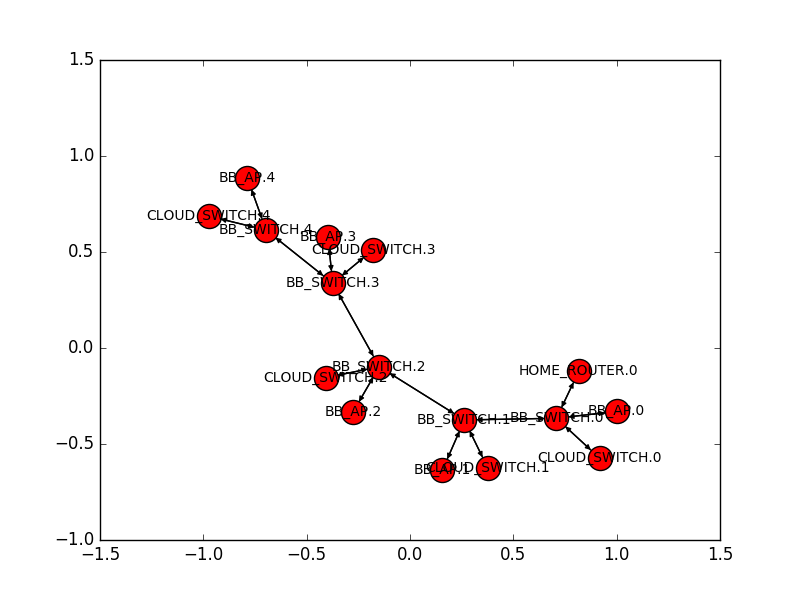 1.5
1.0
0.5
0.0
−0.5
−1.0
BB_AP.4
CLOUD_SWITCH.4
BB_SWITCH.4
BB_AP.3
CLOUD_SWITCH.3
BB_SWITCH.3
BB_SWITCH.2
CLOUD_SWITCH.2
BB_AP.2
HOME_ROUTER.0
BB_SWITCH.1
BB_SWITCH.0
BB_AP.0
CLOUD_SWITCH.0
BB_AP.1
CLOUD_SWITCH.1
−1.5
−1.0
−0.5
0.0
0.5
1.0
1.5